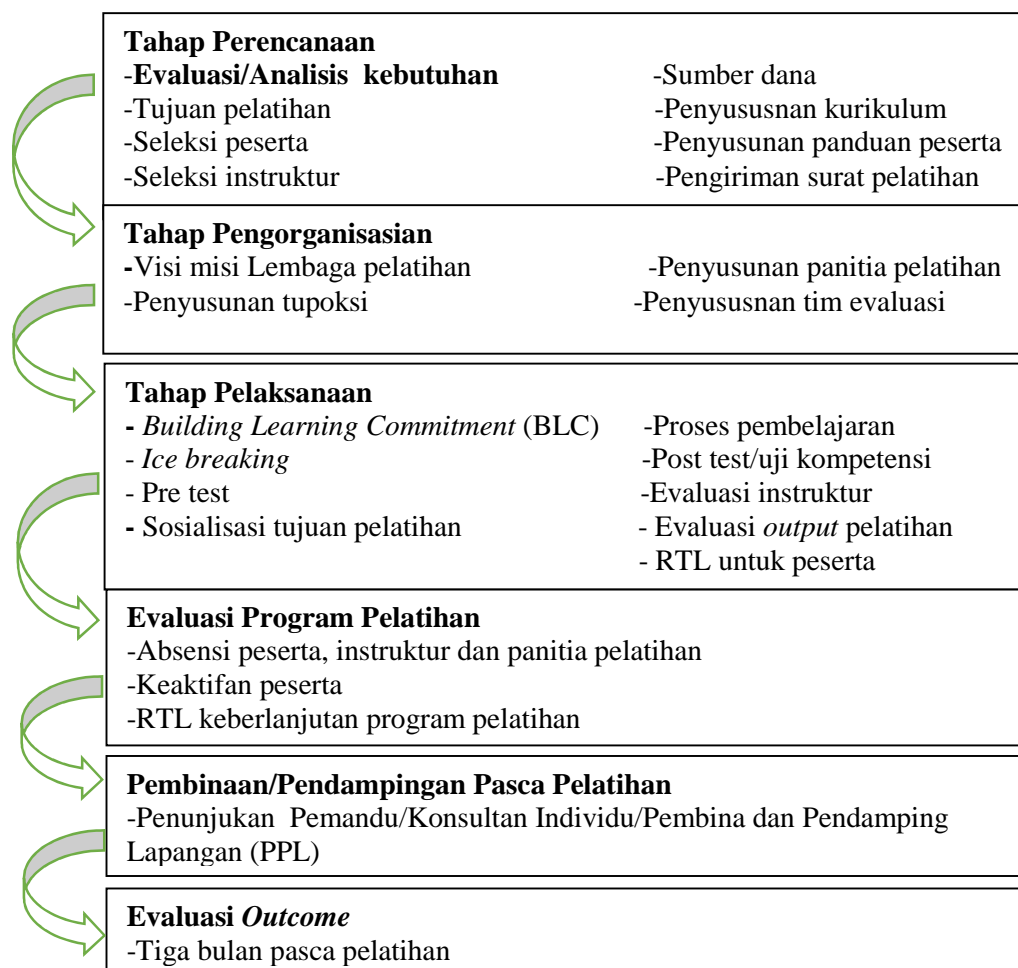 Tahap Perencanaan
-Evaluasi/Analisis kebutuhan -Sumber dana
-Tujuan pelatihan -Penyususnan kurikulum
-Seleksi peserta -Penyusunan panduan peserta
-Seleksi instruktur -Pengiriman surat pelatihan
Tahap Pengorganisasian
-Visi misi Lembaga pelatihan -Penyusunan panitia pelatihan
-Penyusunan tupoksi -Penyususnan tim evaluasi
Tahap Pelaksanaan
- Building Learning Commitment (BLC) -Proses pembelajaran
- Ice breaking -Post test/uji kompetensi
- Pre test -Evaluasi instruktur
- Sosialisasi tujuan pelatihan - Evaluasi output pelatihan
- RTL untuk peserta
Evaluasi Program Pelatihan
-Absensi peserta, instruktur dan panitia pelatihan
-Keaktifan peserta
-RTL keberlanjutan program pelatihan
Pembinaan/Pendampingan Pasca Pelatihan
-Penunjukan Pemandu/Konsultan Individu/Pembina dan Pendamping
Lapangan (PPL)
Evaluasi Outcome
-Tiga bulan pasca pelatihan